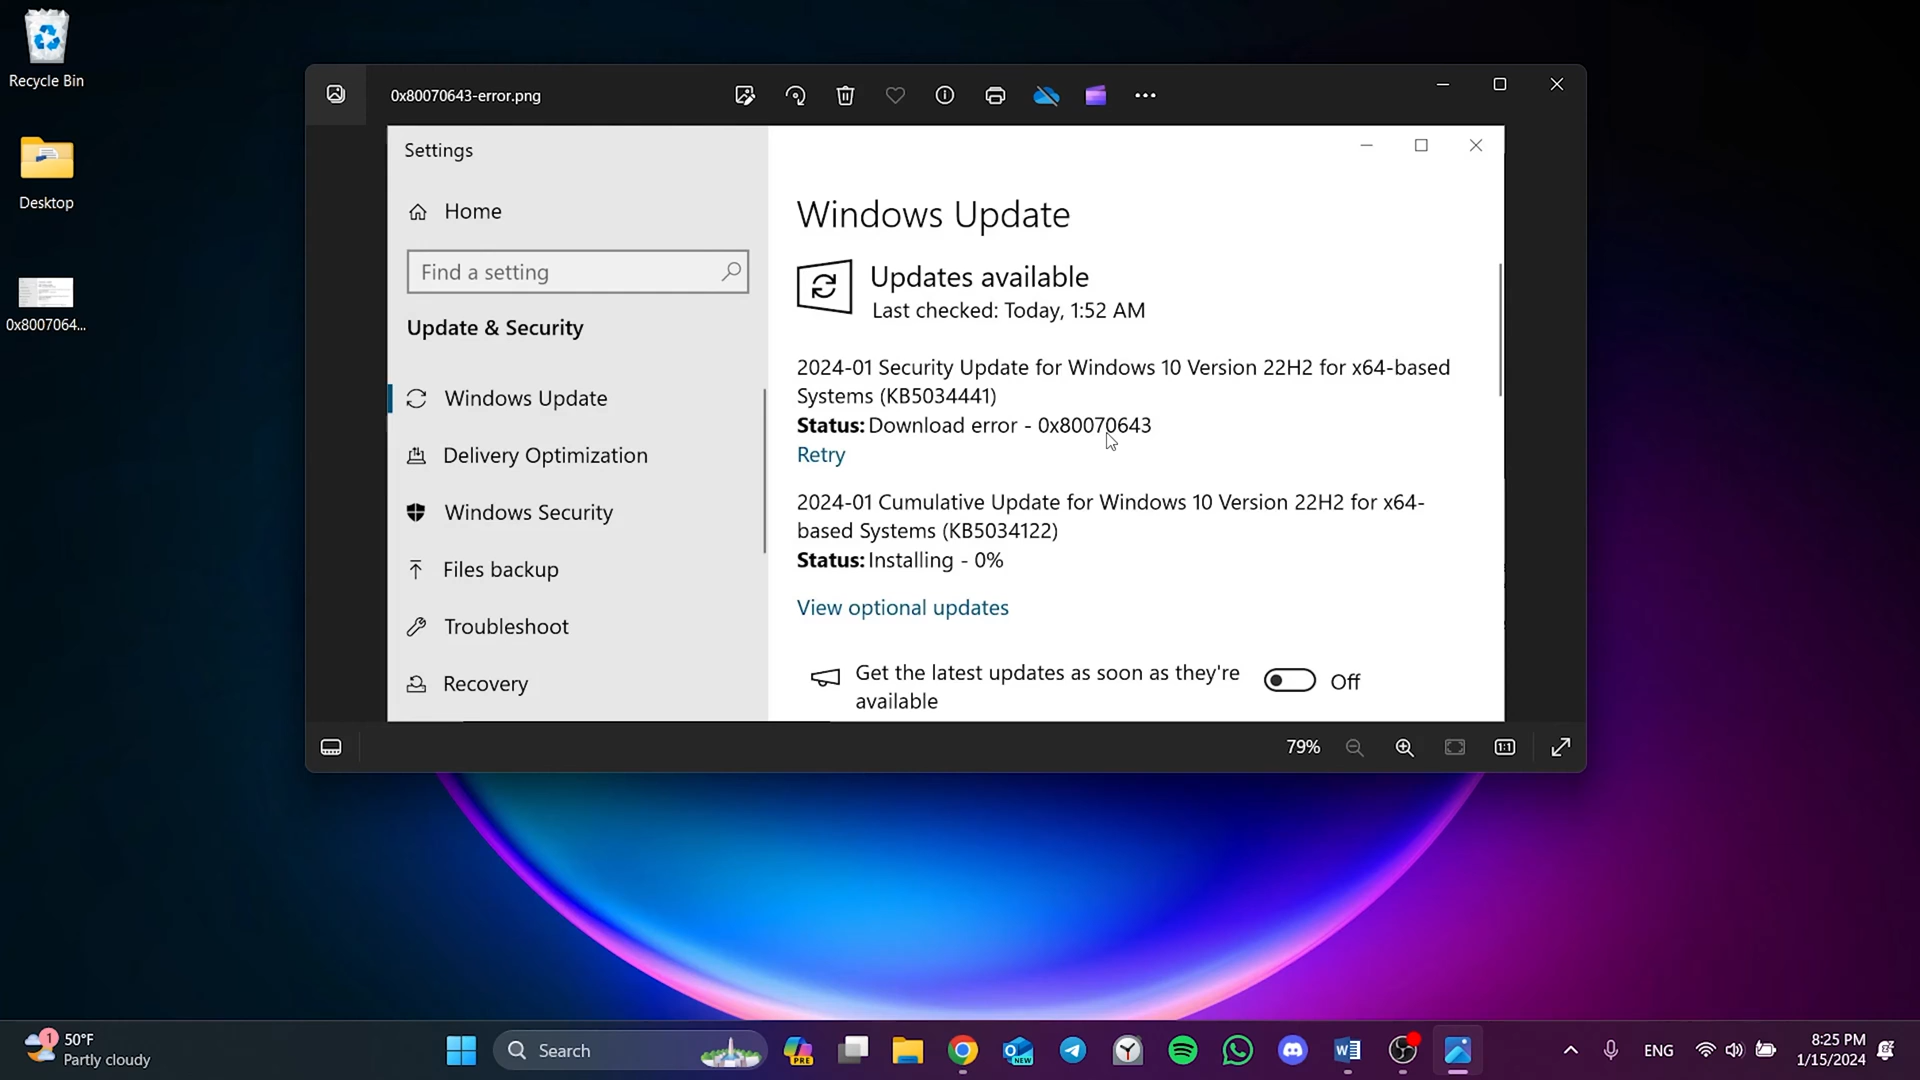 Recycle Bin
Desktop
0x8007064...
0x80070643-error.png
Settings
Home
Find a setting
Update & Security
Windows Update
Delivery Optimization
Windows Security
Files backup
Troubleshoot
Recovery
Windows Update
Updates available
Last checked: Today, 1:52 AM
2024-01 Security Update for Windows 10 Version 22H2 for x64-based
Systems (KB5034441)
Status: Download error - 0x80070643
Retry
2024-01 Cumulative Update for Windows 10 Version 22H2 for x64-
based Systems (KB5034122)
Status: Installing - 0%
View optional updates
Get the latest updates as soon as they're
available
Off
79%
1:1
1
50°F
Partly cloudy
Search
PRE
NEW
ENG
8:25 PM
1/15/2024